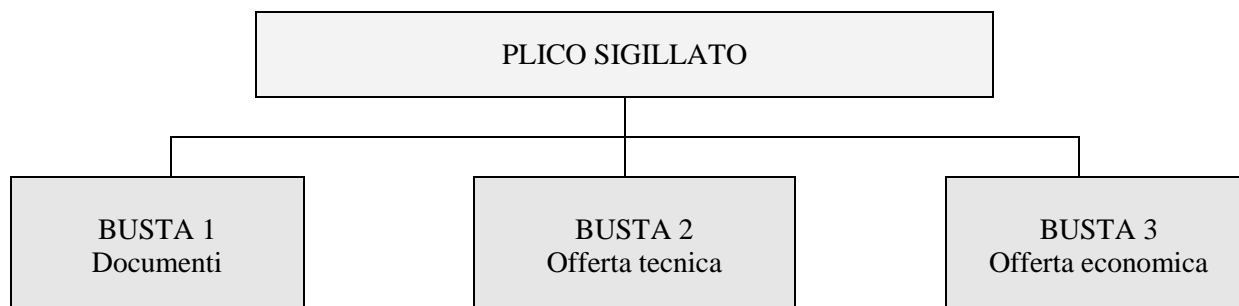 PLICO SIGILLATO
BUSTA 1
Documenti
BUSTA 2
Offerta tecnica
BUSTA 3
Offerta economica